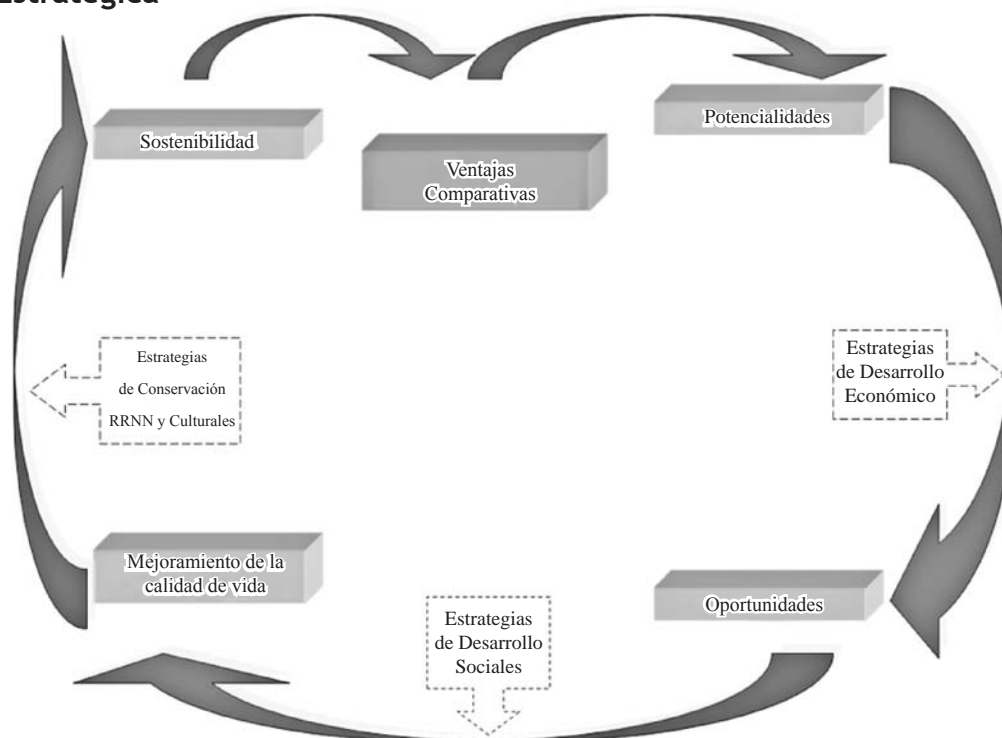 Estratégica
Sostenibilidad
Ventajas
Comparativas
Potencialidades
Estrategias
de Conservación
RRNN y Culturales
Estrategias
de Desarrollo
Económico
Mejoramiento de la
calidad de vida
Estrategias
de Desarrollo
Sociales
Oportunidades